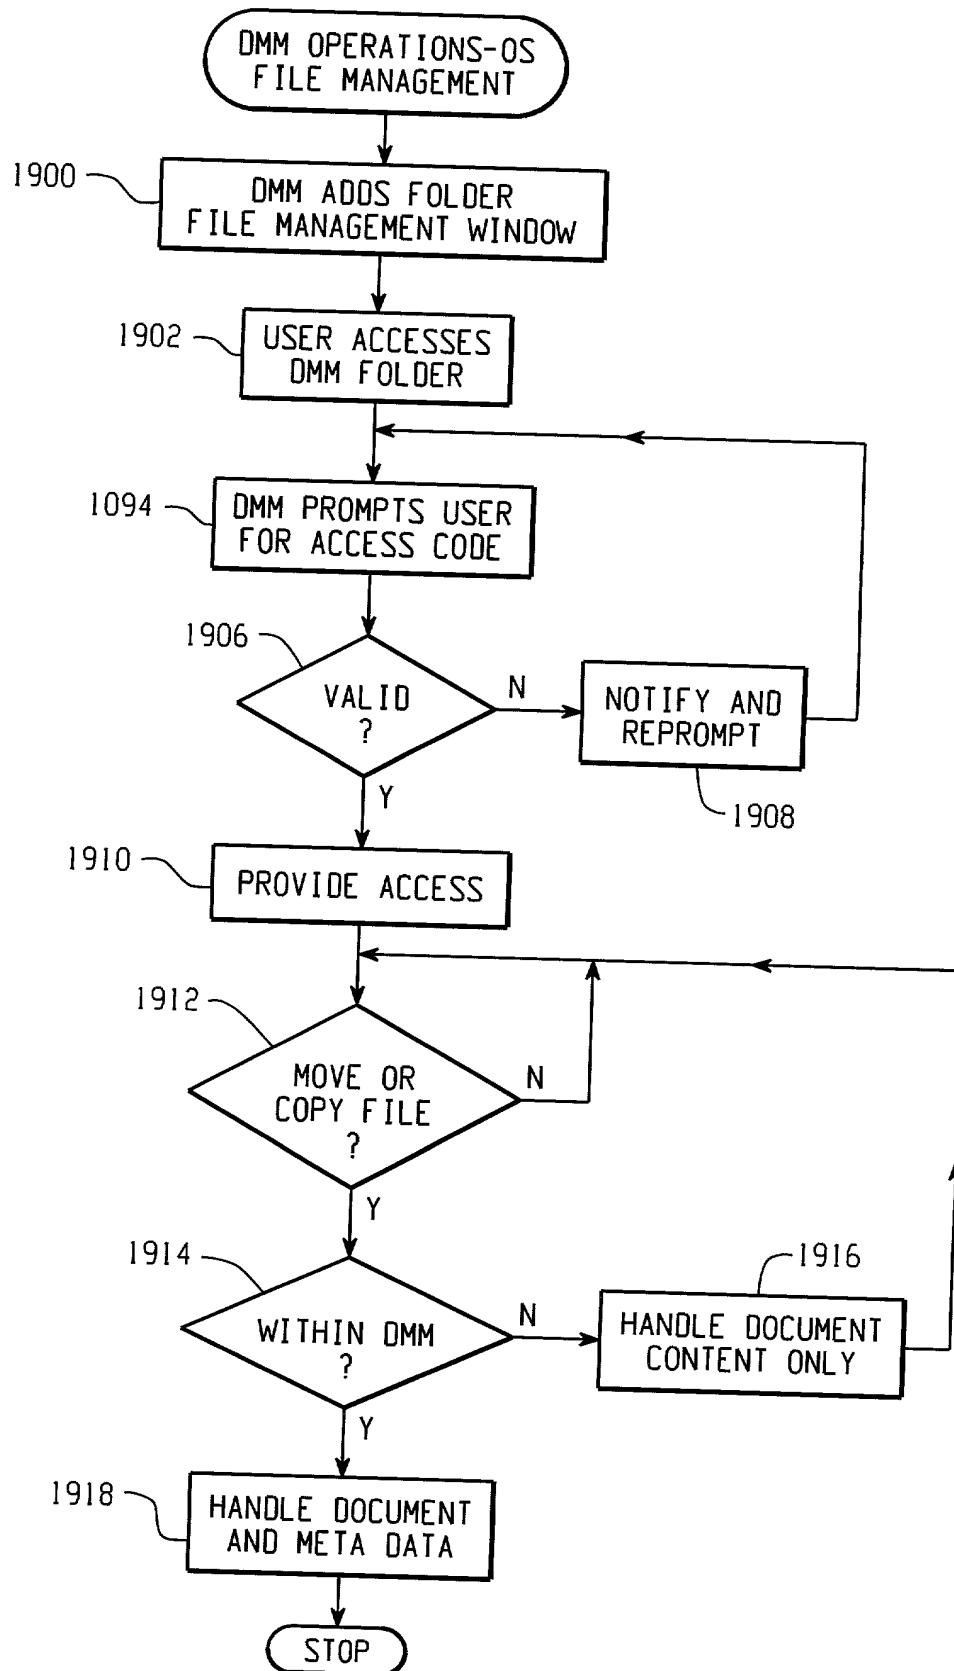 DMM OPERATIONS-OS
FILE MANAGEMENT
1900
DMM ADDS FOLDER
FILE MANAGEMENT WINDOW
1902
USER ACCESSES
DMM FOLDER
1094
DMM PROMPTS USER
FOR ACCESS CODE
1906
VALID
?
N
NOTIFY AND
REPROMPT
1908
Y
1910
PROVIDE ACCESS
1912
MOVE OR
COPY FILE
?
N
Y
1914
WITHIN DMM
?
N
1916
HANDLE DOCUMENT
CONTENT ONLY
Y
1918
HANDLE DOCUMENT
AND META DATA
STOP